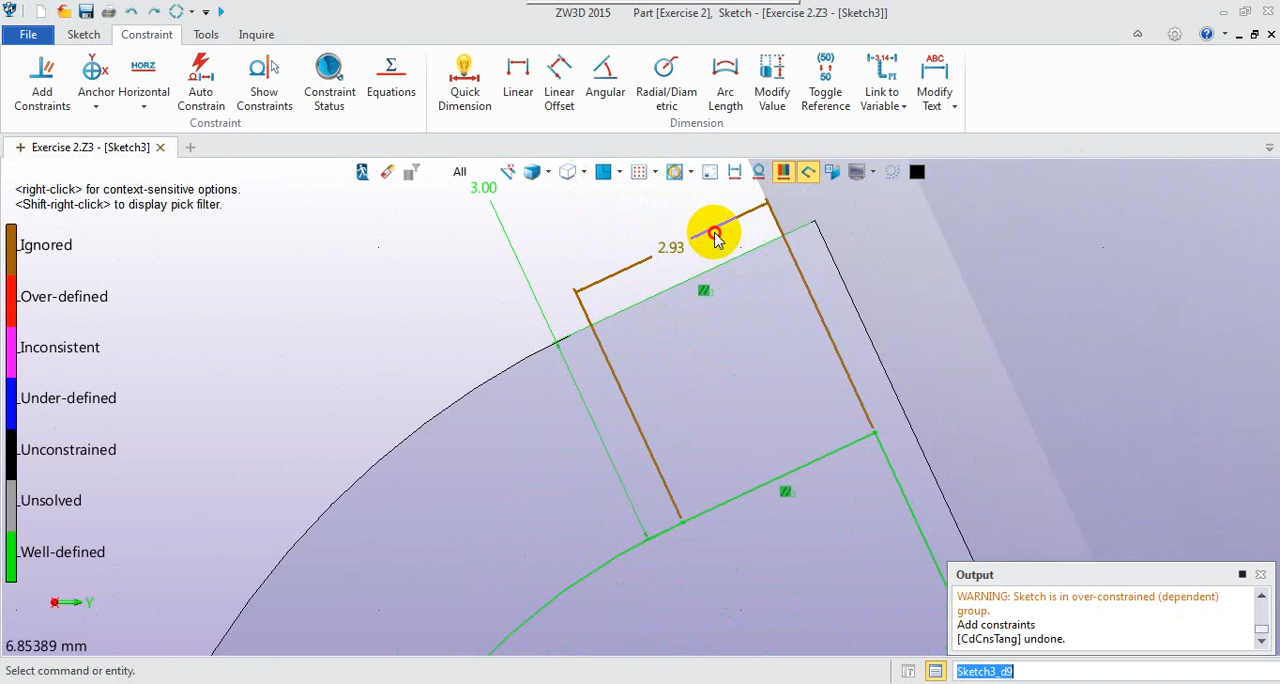 ZW3D 2015 Part [Exercise 2], Sketch - [Exercise 2.Z3 - [Sketch3]]
File Sketch Constraint Tools Inquire
Add Constraints
Anchor
HORZ Horizontal
Auto Constrain
Show Constraints
Constraint Status
Σ Equations
Quick Dimension
Linear
Linear Offset
Angular
Radial/Diam etric
Arc Length
Modify Value
(50) 50 Toggle Reference
-3,14+ PI Link to Variable
ABC Modify Text
Constraint
Dimension
Exercise 2.Z3 - [Sketch3]
All
<right-click> for context-sensitive options.
<Shift-right-click> to display pick filter.
3.00
2.93
Ignored
Over-defined
Inconsistent
Under-defined
Unconstrained
Unsolved
Well-defined
Y
6.85389 mm
Output
WARNING: Sketch is in over-constrained (dependent)
group.
Add constraints
[CdCnsTang] undone.
Select command or entity.
Sketch3_d9